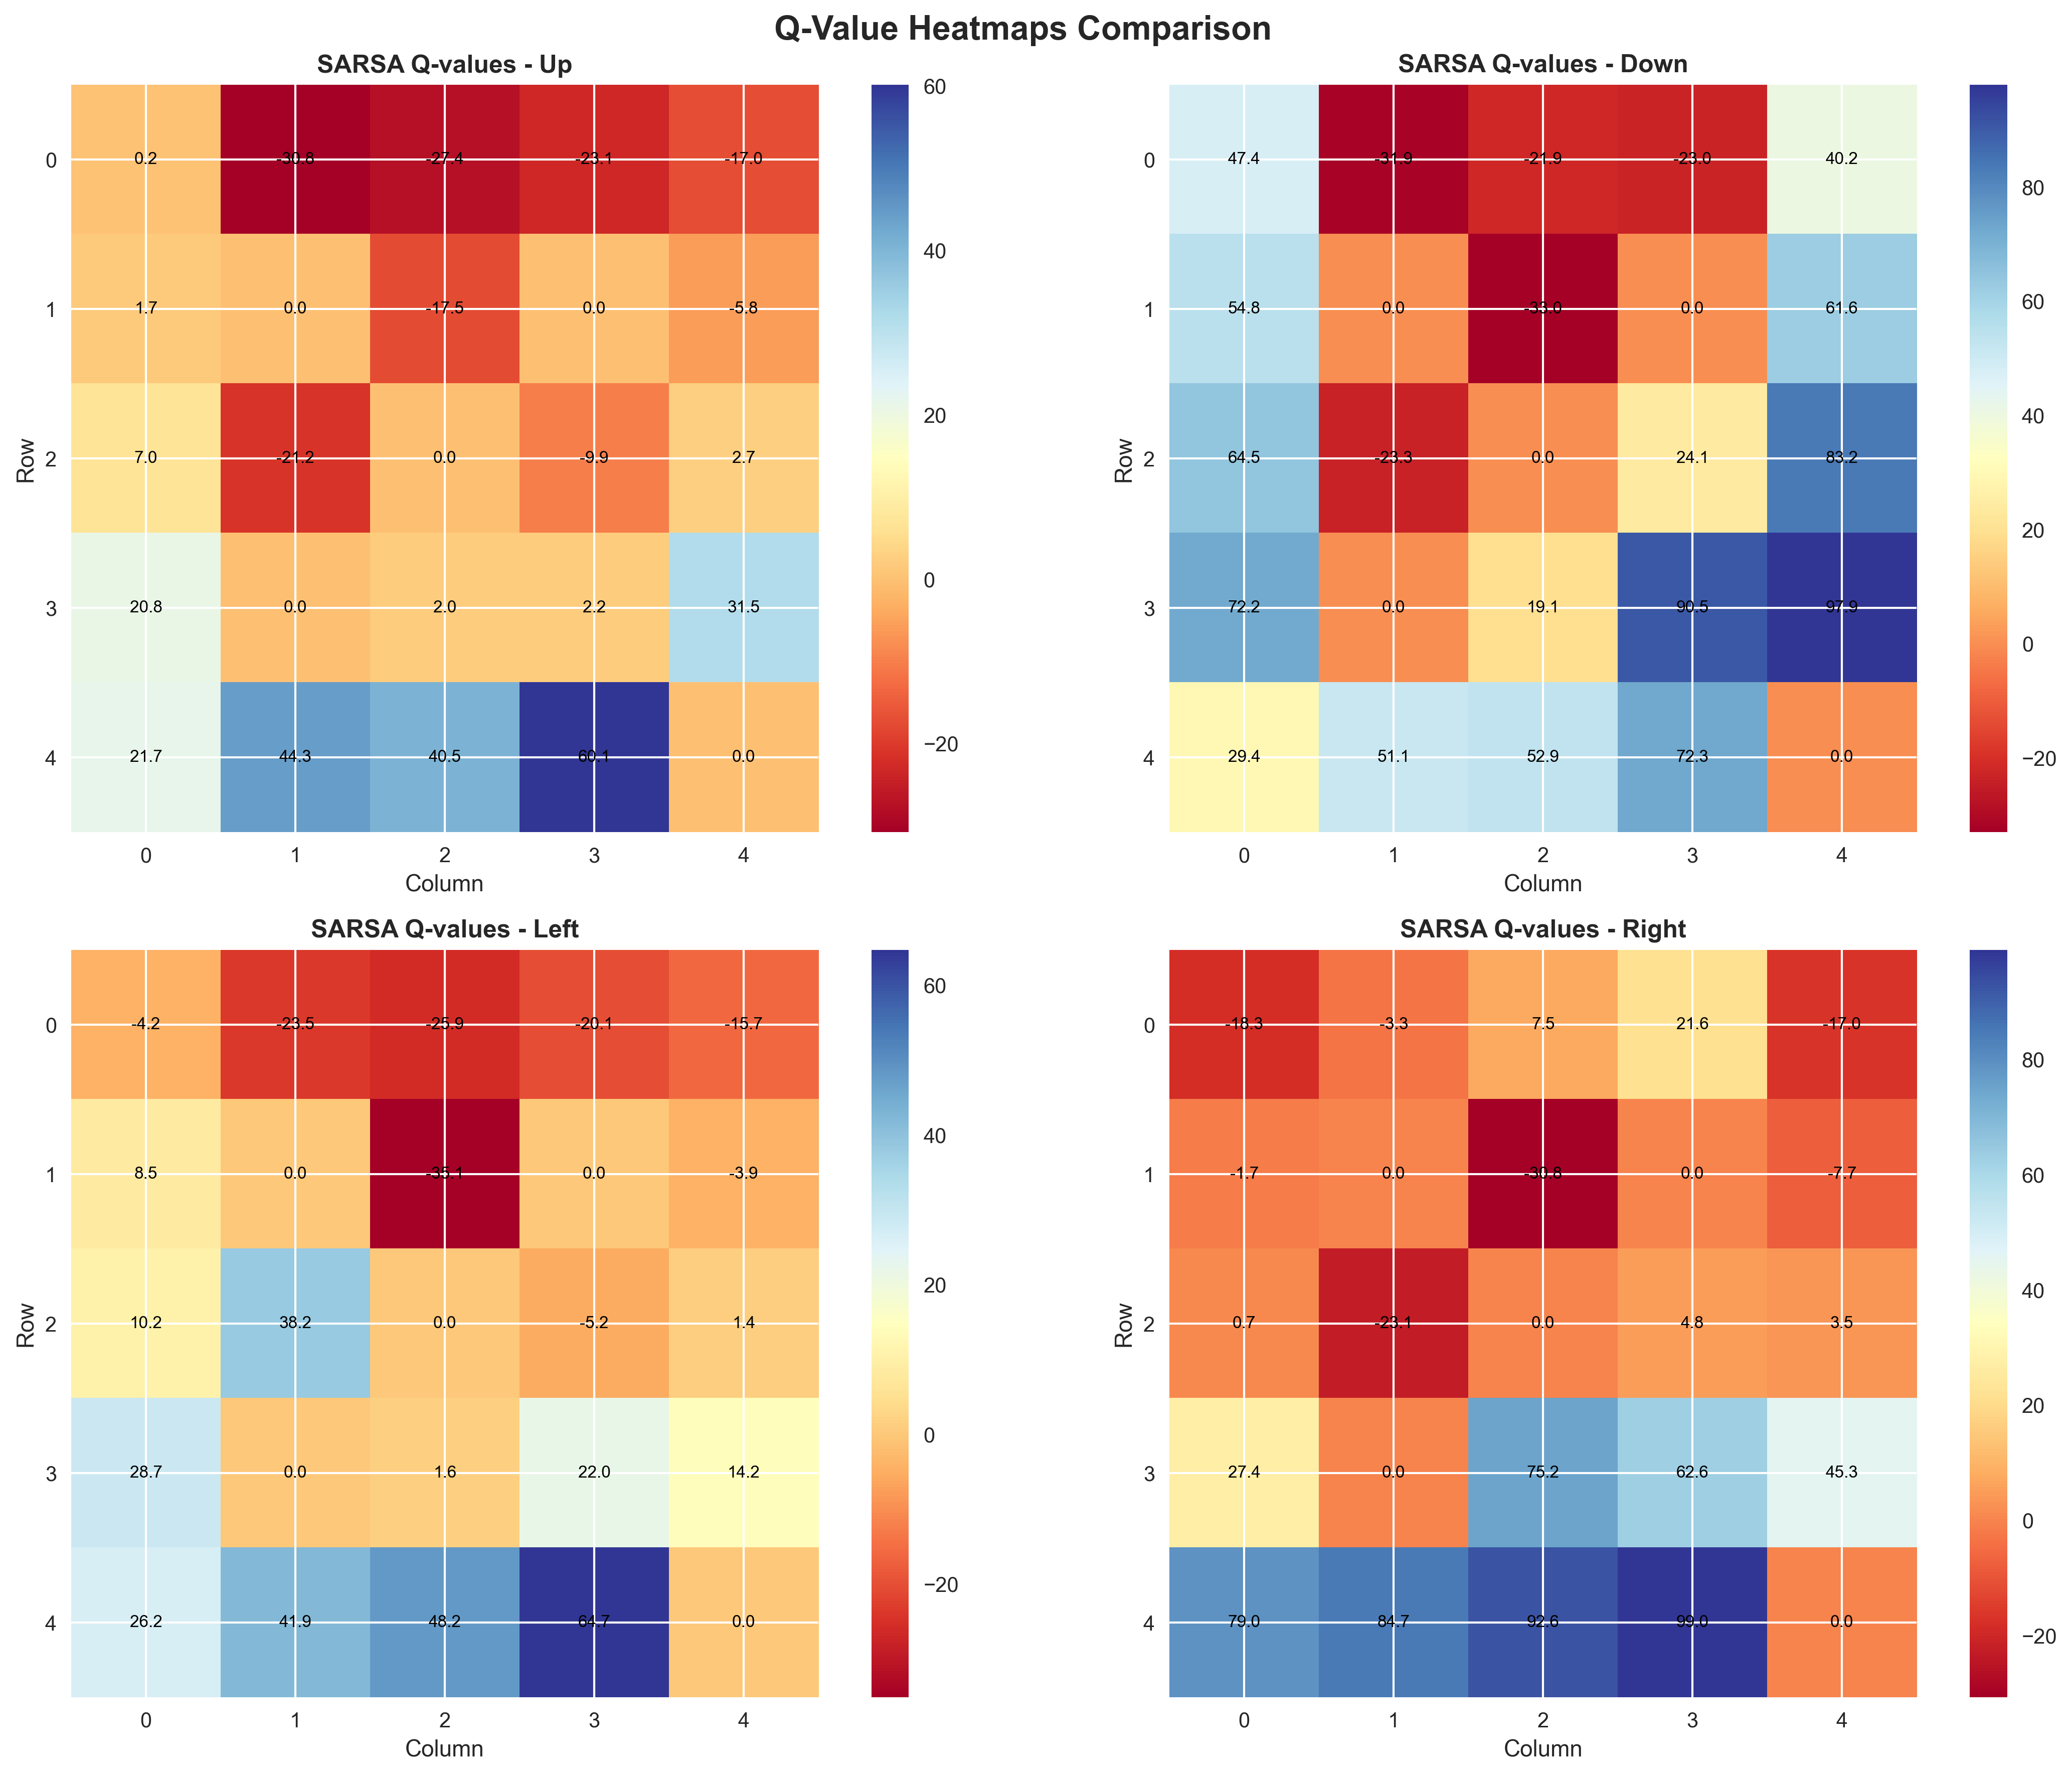 Q-Value Heatmaps Comparison
SARSA Q-values - Up
0.2 -30.8 -27.4 -23.1 -17.0
1.7 0.0 -17.5 0.0 -5.8
7.0 -21.2 0.0 -9.9 2.7
20.8 0.0 2.0 2.2 31.5
21.7 44.3 40.5 60.1 0.0
0
1
2
3
4
Row
0 1 2 3 4
Column
60
40
20
0
−20
SARSA Q-values - Down
47.4 -31.9 -21.9 -23.0 40.2
54.8 0.0 -33.0 0.0 61.6
64.5 -23.3 0.0 24.1 83.2
72.2 0.0 19.1 90.5 97.9
29.4 51.1 52.9 72.3 0.0
0
1
2
3
4
Row
0 1 2 3 4
Column
80
60
40
20
0
−20
SARSA Q-values - Left
-4.2 -23.5 -25.9 -20.1 -15.7
8.5 0.0 -35.1 0.0 -3.9
10.2 38.2 0.0 -5.2 1.4
28.7 0.0 1.6 22.0 14.2
26.2 41.9 48.2 64.7 0.0
0
1
2
3
4
Row
0 1 2 3 4
Column
60
40
20
0
−20
SARSA Q-values - Right
-18.3 -3.3 7.5 21.6 -17.0
-1.7 0.0 -30.8 0.0 -7.7
0.7 -23.1 0.0 4.8 3.5
27.4 0.0 75.2 62.6 45.3
79.0 84.7 92.6 99.0 0.0
0
1
2
3
4
Row
0 1 2 3 4
Column
80
60
40
20
0
−20